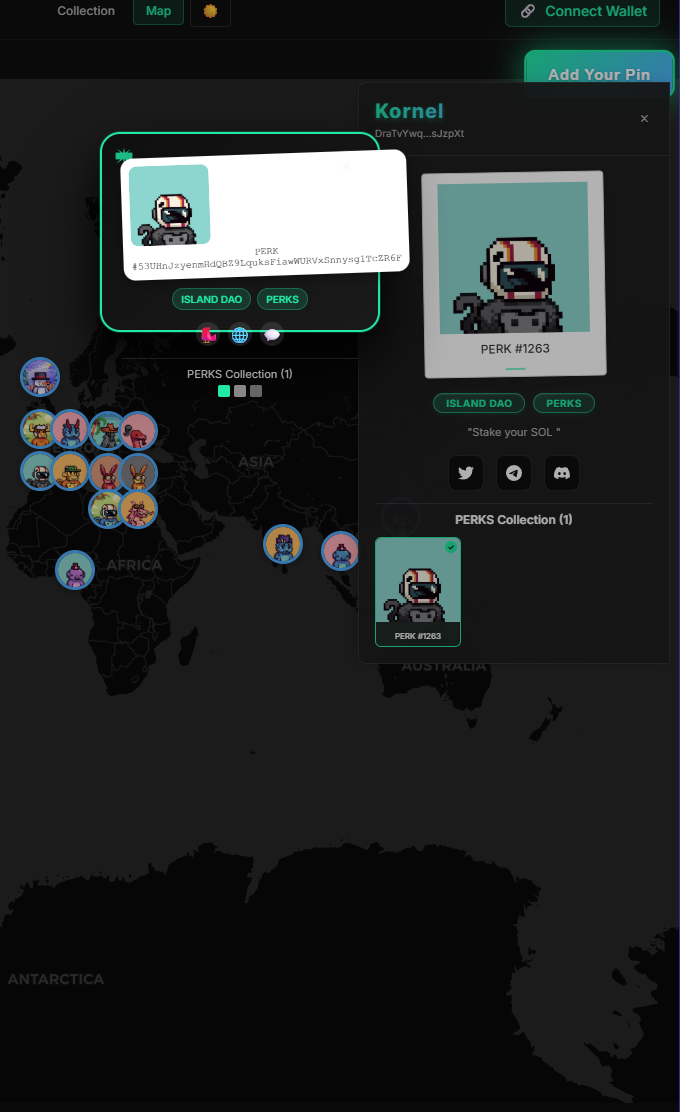 Collection
Map
Connect Wallet
Add Your Pin
Kornel
DraTvYwq...sJzpXt
×
PERK
ISLAND DAO
PERKS
PERKS Collection (1)
PERK #1263
ISLAND DAO
PERKS
"Stake your SOL "
PERKS Collection (1)
PERK #1263
ASIA
AFRICA
AUSTRALIA
ANTARCTICA